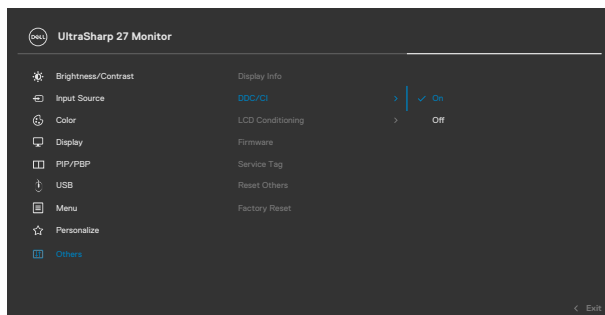 DELL UltraSharp 27 Monitor
Brightness/Contrast Display Info
Input Source DDC/CI > ✓ On
Color LCD Conditioning > Off
Display Firmware
PIP/PBP Service Tag
USB Reset Others
Menu Factory Reset
Personalize
Others
< Exit